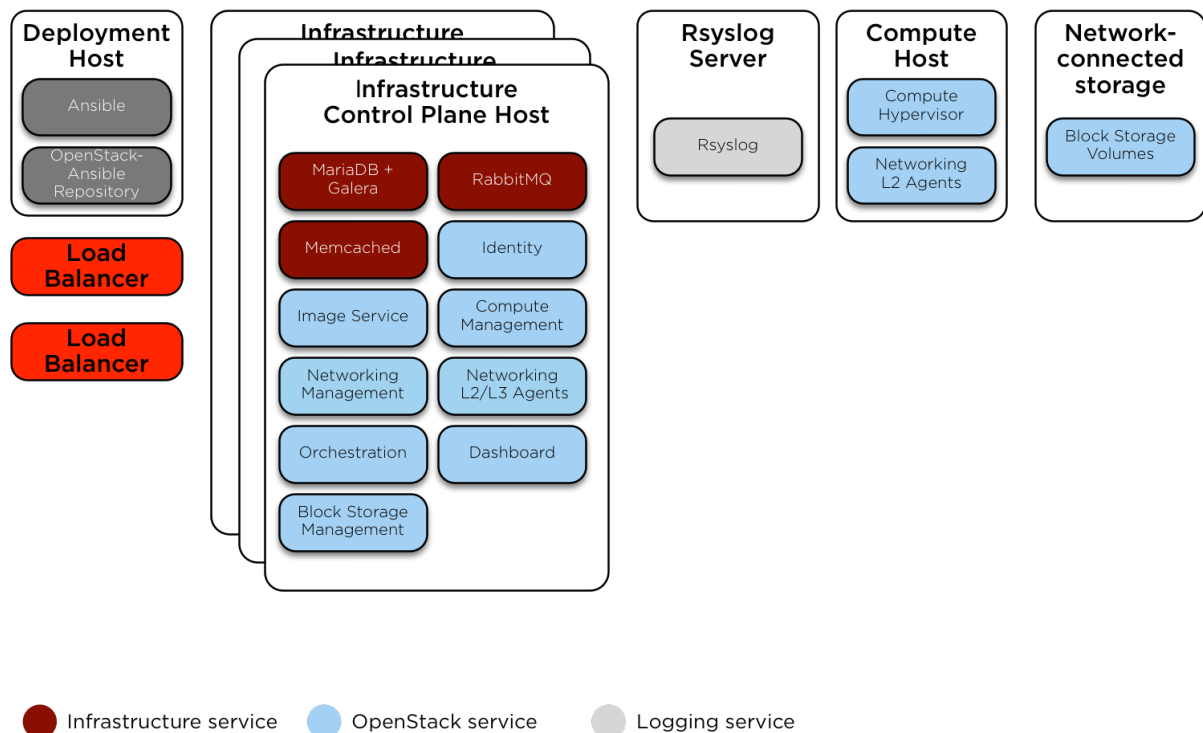 Deployment
Host
Ansible
OpenStack-
Ansible
Repository
Load
Balancer
Load
Balancer
Infrastructure
Infrastructure
Infrastructure
Control Plane Host
MariaDB +
Galera
RabbitMQ
Memcached
Identity
Image Service
Compute
Management
Networking
Management
Networking
L2/L3 Agents
Orchestration
Dashboard
Block Storage
Management
Rsyslog
Server
Rsyslog
Compute
Host
Compute
Hypervisor
Networking
L2 Agents
Network-
connected
storage
Block Storage
Volumes
Infrastructure service
OpenStack service
Logging service